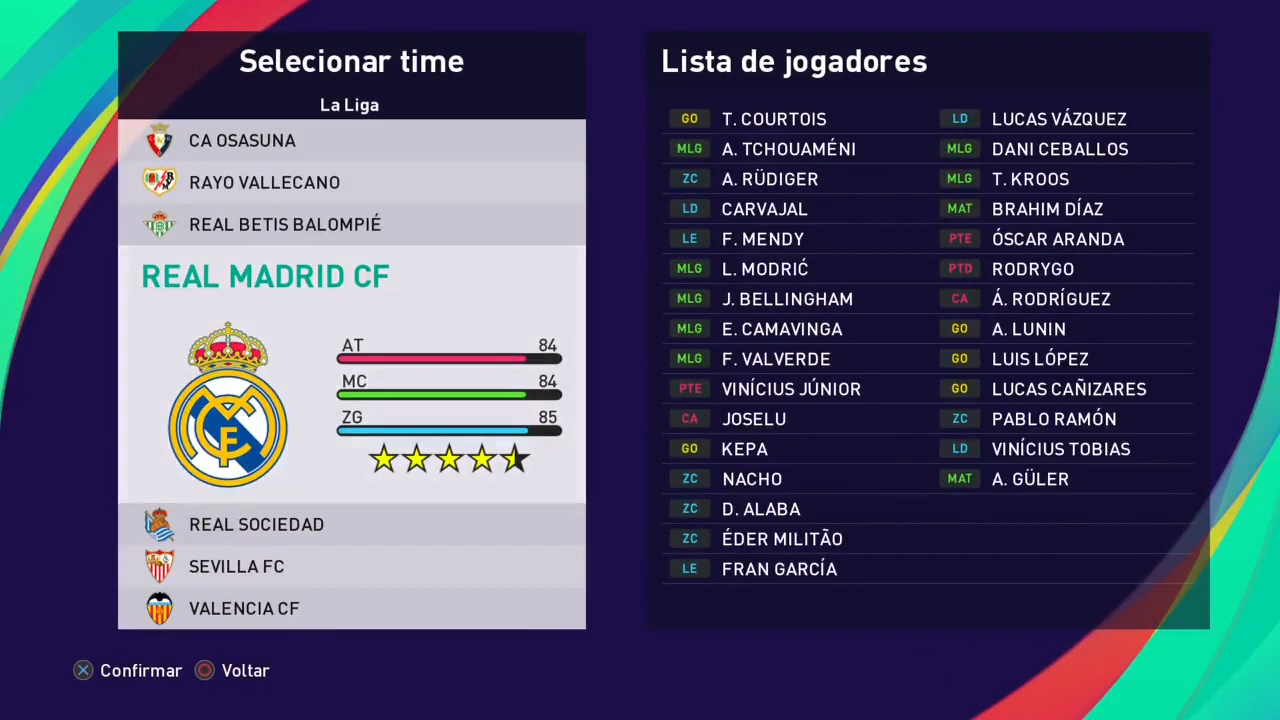 Selecionar time
La Liga
CA OSASUNA
RAYO VALLECANO
REAL BETIS BALOMPIÉ
REAL MADRID CF
AT 84
MC 84
ZG 85
REAL SOCIEDAD
SEVILLA FC
VALENCIA CF
Lista de jogadores
GO T. COURTOIS
MLG A. TCHOUAMÉNI
ZC A. RÜDIGER
LD CARVAJAL
LE F. MENDY
MLG L. MODRIĆ
MLG J. BELLINGHAM
MLG E. CAMAVINGA
MLG F. VALVERDE
PTE VINÍCIUS JÚNIOR
CA JOSELU
GO KEPA
ZC NACHO
ZC D. ALABA
ZC ÉDER MILITÃO
LE FRAN GARCÍA
LD LUCAS VÁZQUEZ
MLG DANI CEBALLOS
MLG T. KROOS
MAT BRAHIM DÍAZ
PTE ÓSCAR ARANDA
PTD RODRYGO
CA Á. RODRÍGUEZ
GO A. LUNIN
GO LUIS LÓPEZ
GO LUCAS CAÑIZARES
ZC PABLO RAMÓN
LD VINÍCIUS TOBIAS
MAT A. GÜLER
Confirmar Voltar